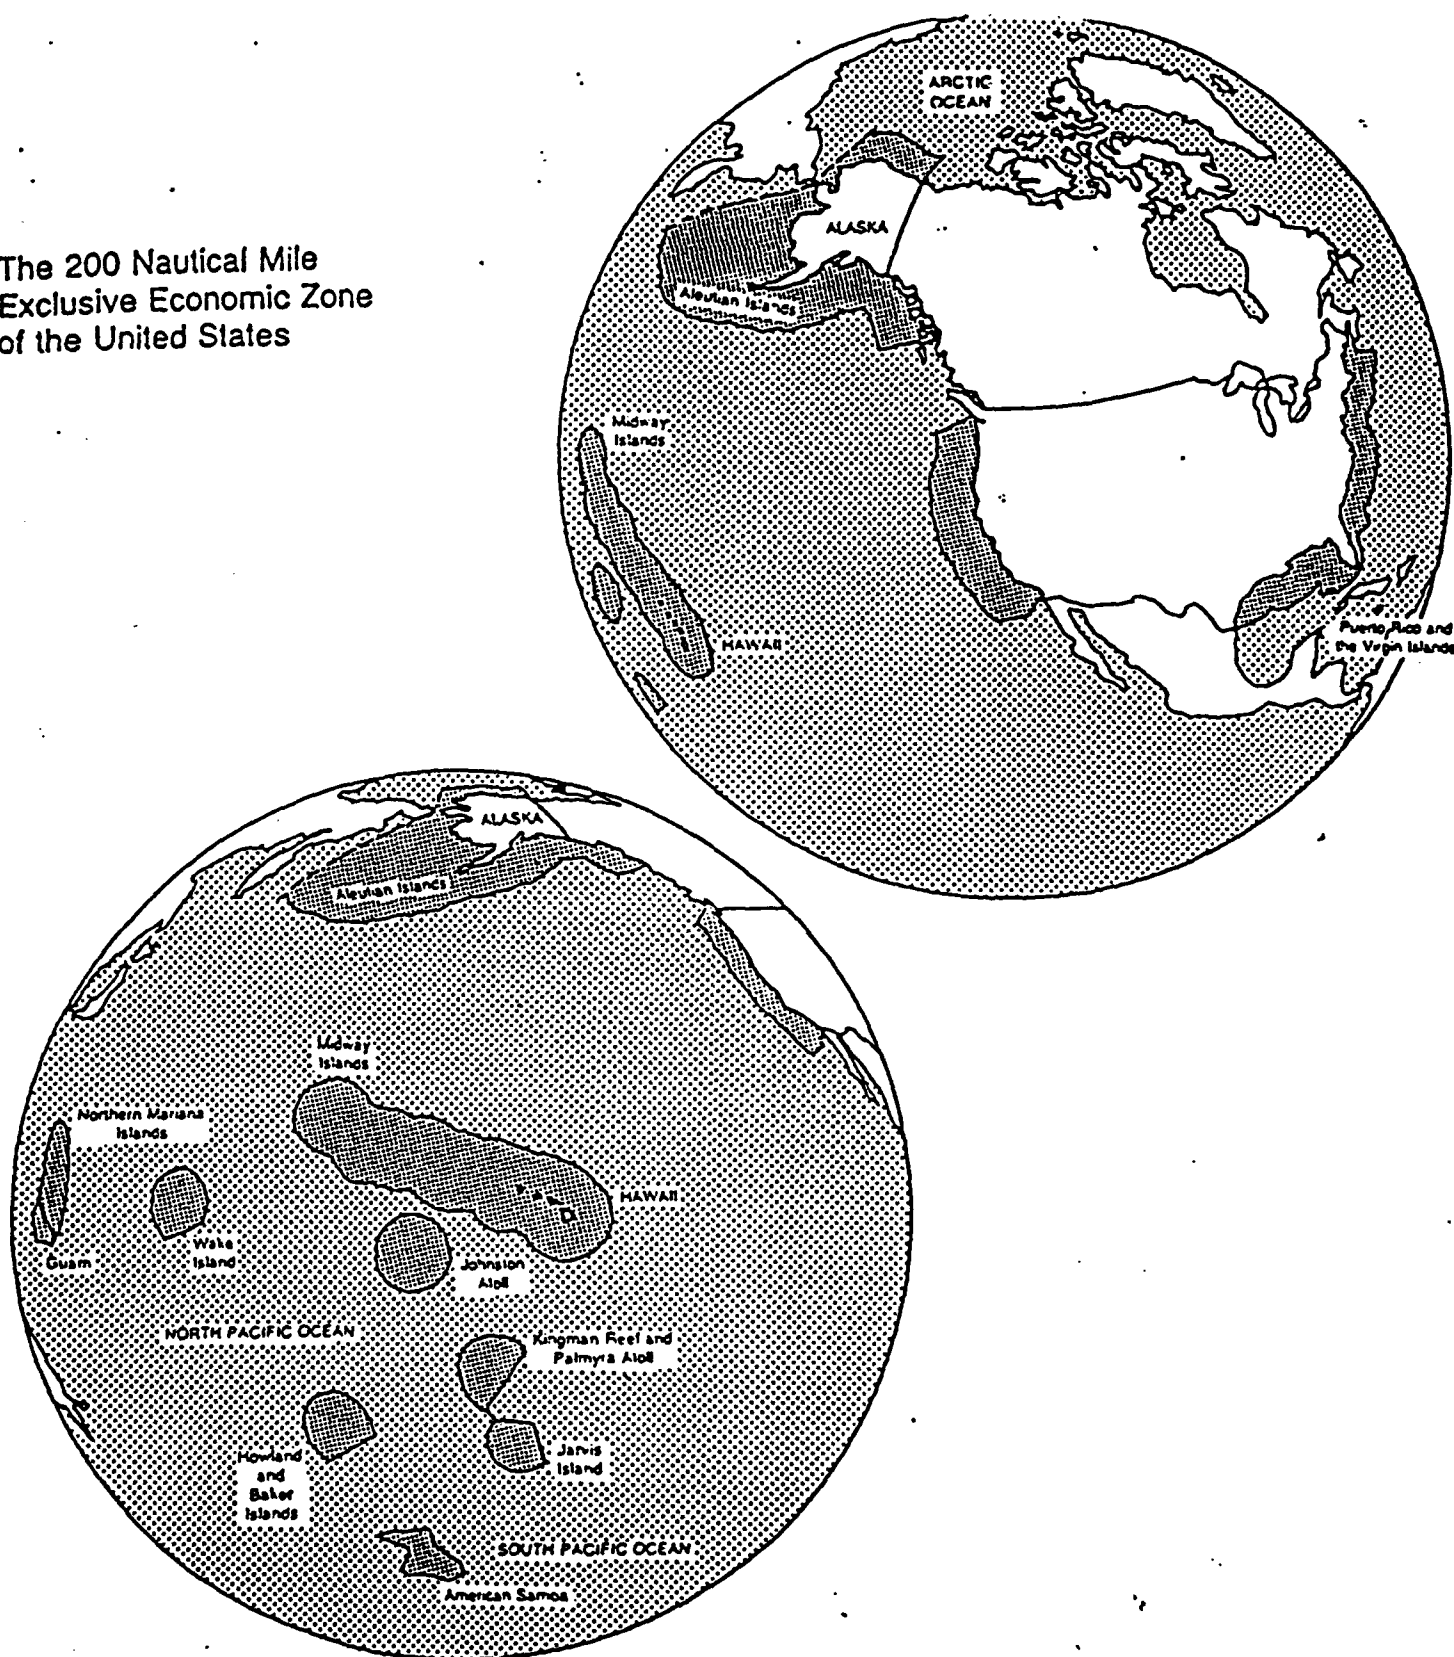 The 200 Nautical Mile
Exclusive Economic Zone
of the United States
ARCTIC
OCEAN
ALASKA
Aleutian Islands
Midway
Islands
HAWAII
Puerto Rico and
the Virgin Islands
ALASKA
Aleutian Islands
Midway
Islands
Northern Mariana
Islands
HAWAII
Guam
Wake
Island
Johnston
Atoll
NORTH PACIFIC OCEAN
Kingman Reef and
Palmyra Atoll
Howland
and
Baker
Islands
Jarvis
Island
SOUTH PACIFIC OCEAN
American Samoa